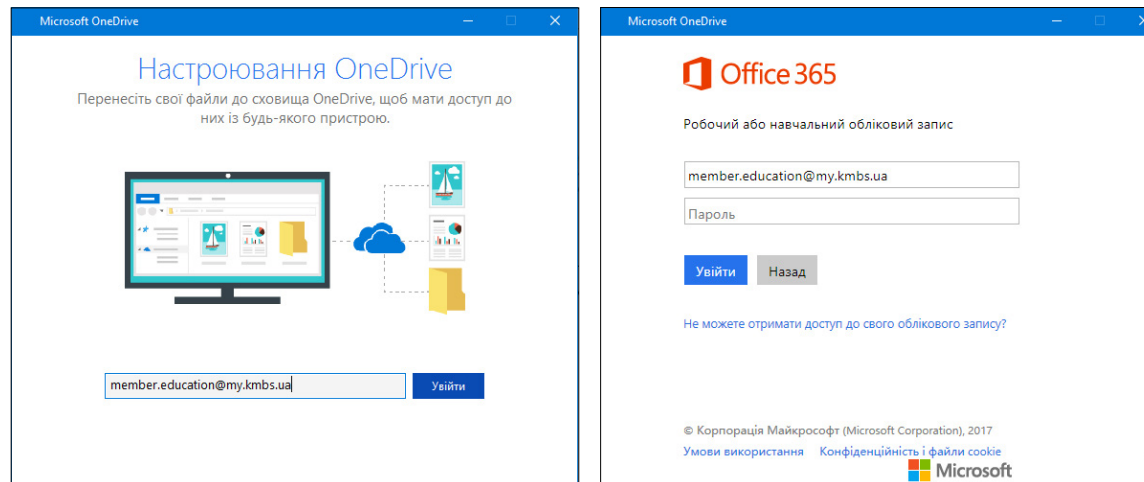 Microsoft OneDrive
Настроювання OneDrive
Перенесіть свої файли до сховища OneDrive, щоб мати доступ до
них із будь-якого пристрою.
member.education@my.kmbs.ua
Увійти
Microsoft OneDrive
Office 365
Робочий або навчальний обліковий запис
member.education@my.kmbs.ua
Пароль
Увійти Назад
Не можете отримати доступ до свого облікового запису?
© Корпорація Майкрософт (Microsoft Corporation), 2017
Умови використання Конфіденційність і файли cookie
Microsoft